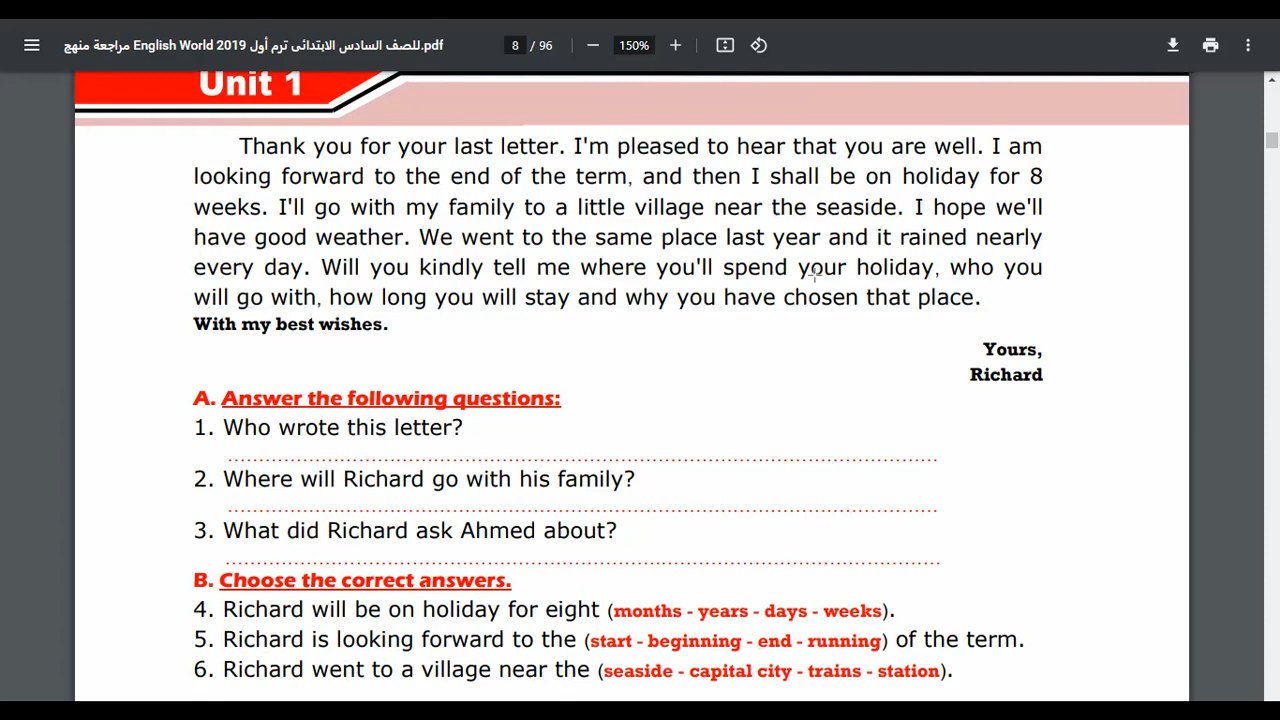 مراجعة منهج English World 2019 للصف السادس الابتدائى ترم أول.pdf
8 / 96
150%
Unit 1
Thank you for your last letter. I'm pleased to hear that you are well. I am
looking forward to the end of the term, and then I shall be on holiday for 8
weeks. I'll go with my family to a little village near the seaside. I hope we'll
have good weather. We went to the same place last year and it rained nearly
every day. Will you kindly tell me where you'll spend your holiday, who you
will go with, how long you will stay and why you have chosen that place.
With my best wishes.
Yours,
Richard
A. Answer the following questions:
1. Who wrote this letter?
2. Where will Richard go with his family?
3. What did Richard ask Ahmed about?
B. Choose the correct answers.
4. Richard will be on holiday for eight (months - years - days - weeks).
5. Richard is looking forward to the (start - beginning - end - running) of the term.
6. Richard went to a village near the (seaside - capital city - trains - station).